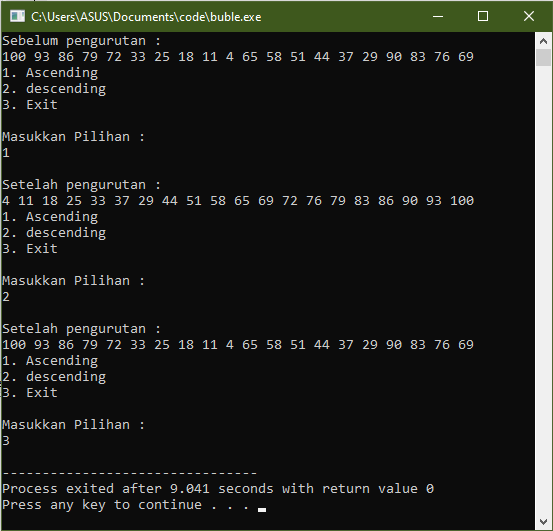 C:\Users\ASUS\Documents\code\buble.exe
Sebelum pengurutan :
100 93 86 79 72 33 25 18 11 4 65 58 51 44 37 29 90 83 76 69
1. Ascending
2. descending
3. Exit
Masukkan Pilihan :
1
Setelah pengurutan :
4 11 18 25 33 37 29 44 51 58 65 69 72 76 79 83 86 90 93 100
1. Ascending
2. descending
3. Exit
Masukkan Pilihan :
2
Setelah pengurutan :
100 93 86 79 72 33 25 18 11 4 65 58 51 44 37 29 90 83 76 69
1. Ascending
2. descending
3. Exit
Masukkan Pilihan :
3
--------------------------------
Process exited after 9.041 seconds with return value 0
Press any key to continue . . .